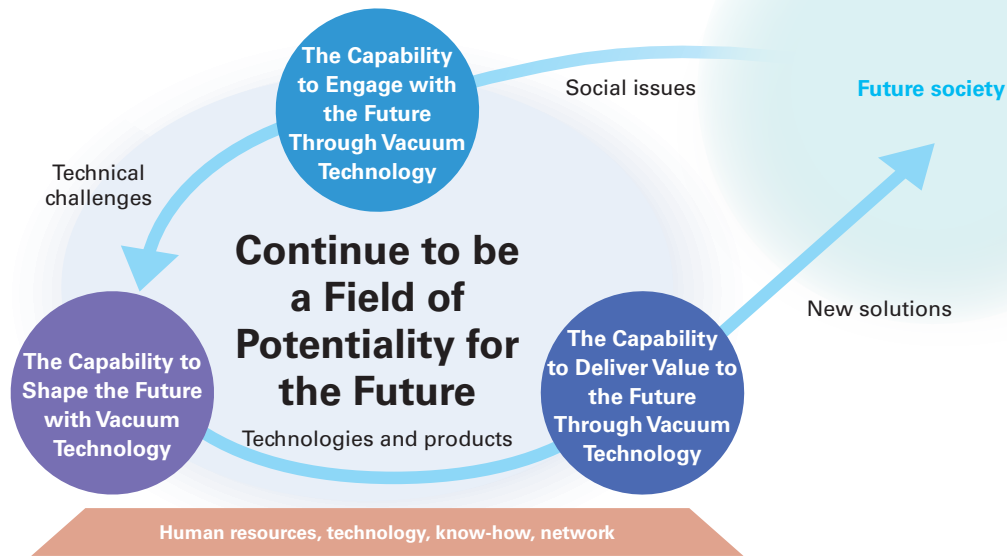 The Capability
to Engage with
the Future
Through Vacuum
Technology
Social issues
Future society
Technical
challenges
Continue to be
a Field of
Potentiality for
the Future
New solutions
The Capability to
Shape the Future
with Vacuum
Technology
The Capability
to Deliver Value to
the Future
Through Vacuum
Technology
Technologies and products
Human resources, technology, know-how, network